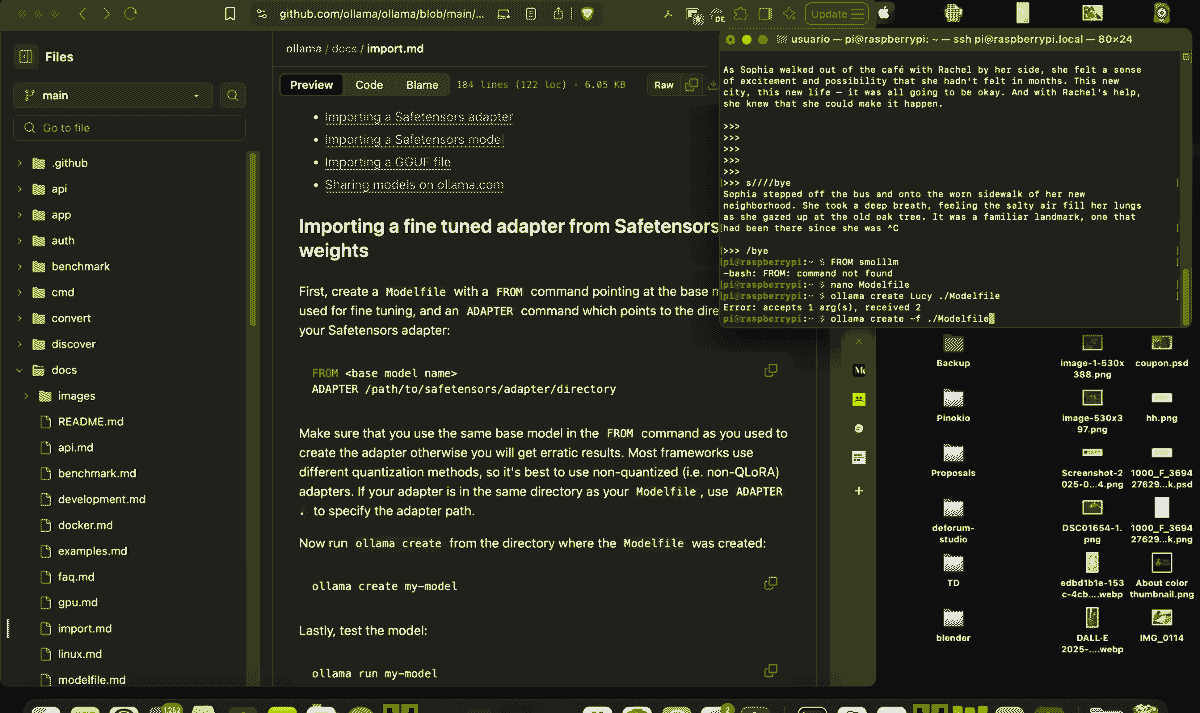 github.com/ollama/ollama/blob/main/...
DE
Update
Files
main
Go to file
.github
api
app
auth
benchmark
cmd
convert
discover
docs
images
README.md
api.md
benchmark.md
development.md
docker.md
examples.md
faq.md
gpu.md
import.md
linux.md
modelfile.md
ollama / docs / import.md
Preview Code Blame 184 lines (122 loc) · 6.05 KB Raw
Importing a Safetensors adapter
Importing a Safetensors model
Importing a GGUF file
Sharing models on ollama.com
Importing a fine tuned adapter from Safetensors
weights
First, create a Modelfile with a FROM command pointing at the base
used for fine tuning, and an ADAPTER command which points to the
your Safetensors adapter:
FROM <base model name>
ADAPTER /path/to/safetensors/adapter/directory
Make sure that you use the same base model in the FROM command as you used to
create the adapter otherwise you will get erratic results. Most frameworks use
different quantization methods, so it's best to use non-quantized (i.e. non-QLoRA)
adapters. If your adapter is in the same directory as your Modelfile, use ADAPTER
. to specify the adapter path.
Now run ollama create from the directory where the Modelfile was created:
ollama create my-model
Lastly, test the model:
ollama run my-model
usuario — pi@raspberrypi: ~ — ssh pi@raspberrypi.local — 80×24
As Sophia walked out of the café with Rachel by her side, she felt a sense
of excitement and possibility that she hadn't felt in months. This new
city, this new life – it was all going to be okay. And with Rachel's help,
she knew that she could make it happen.
>>>
>>>
>>>
>>>
>>>
>>> s////bye
Sophia stepped off the bus and onto the worn sidewalk of her new
neighborhood. She took a deep breath, feeling the salty air fill her lungs
as she gazed up at the old oak tree. It was a familiar landmark, one that
had been there since she was ^C
>>> /bye
pi@raspberrypi:~ $ FROM smolllm
-bash: FROM: command not found
pi@raspberrypi:~ $ nano Modelfile
pi@raspberrypi:~ $ ollama create Lucy ./Modelfile
Error: accepts 1 arg(s), received 2
pi@raspberrypi:~ $ ollama create -f ./Modelfile
Backup
Pinokio
Proposals
deforum-
studio
TD
blender
image-1-530x
388.png
image-530x3
97.png
Screenshot-2
025-0...4.png
DSC01654-1.
png
edbd1b1e-153
c-4cb....webp
DALL·E
2025-....webp
coupon.psd
hh.png
1000_F_3694
27629...k.psd
1000_F_3694
27629...k.png
About color
thumbnail.png
IMG_0114
2